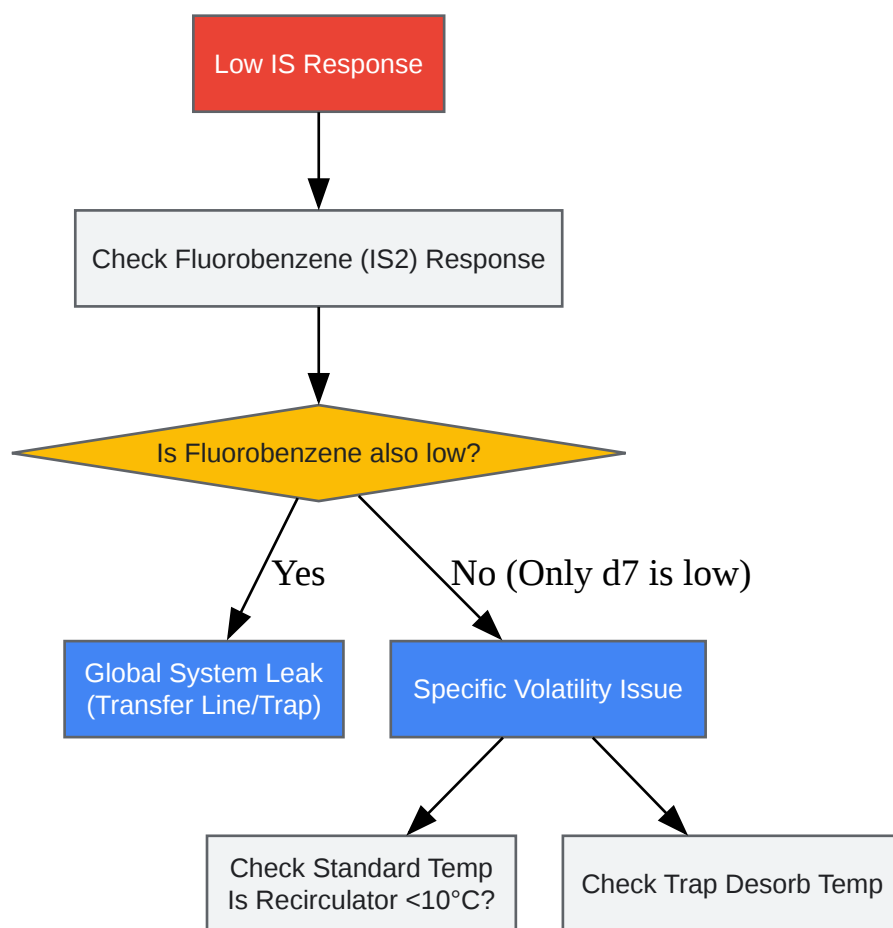 Low IS Response
Check Fluorobenzene (IS2) Response
Is Fluorobenzene also low?
Yes
No (Only d7 is low)
Global System Leak
(Transfer Line/Trap)
Specific Volatility Issue
Check Standard Temp
Is Recirculator <10°C?
Check Trap Desorb Temp